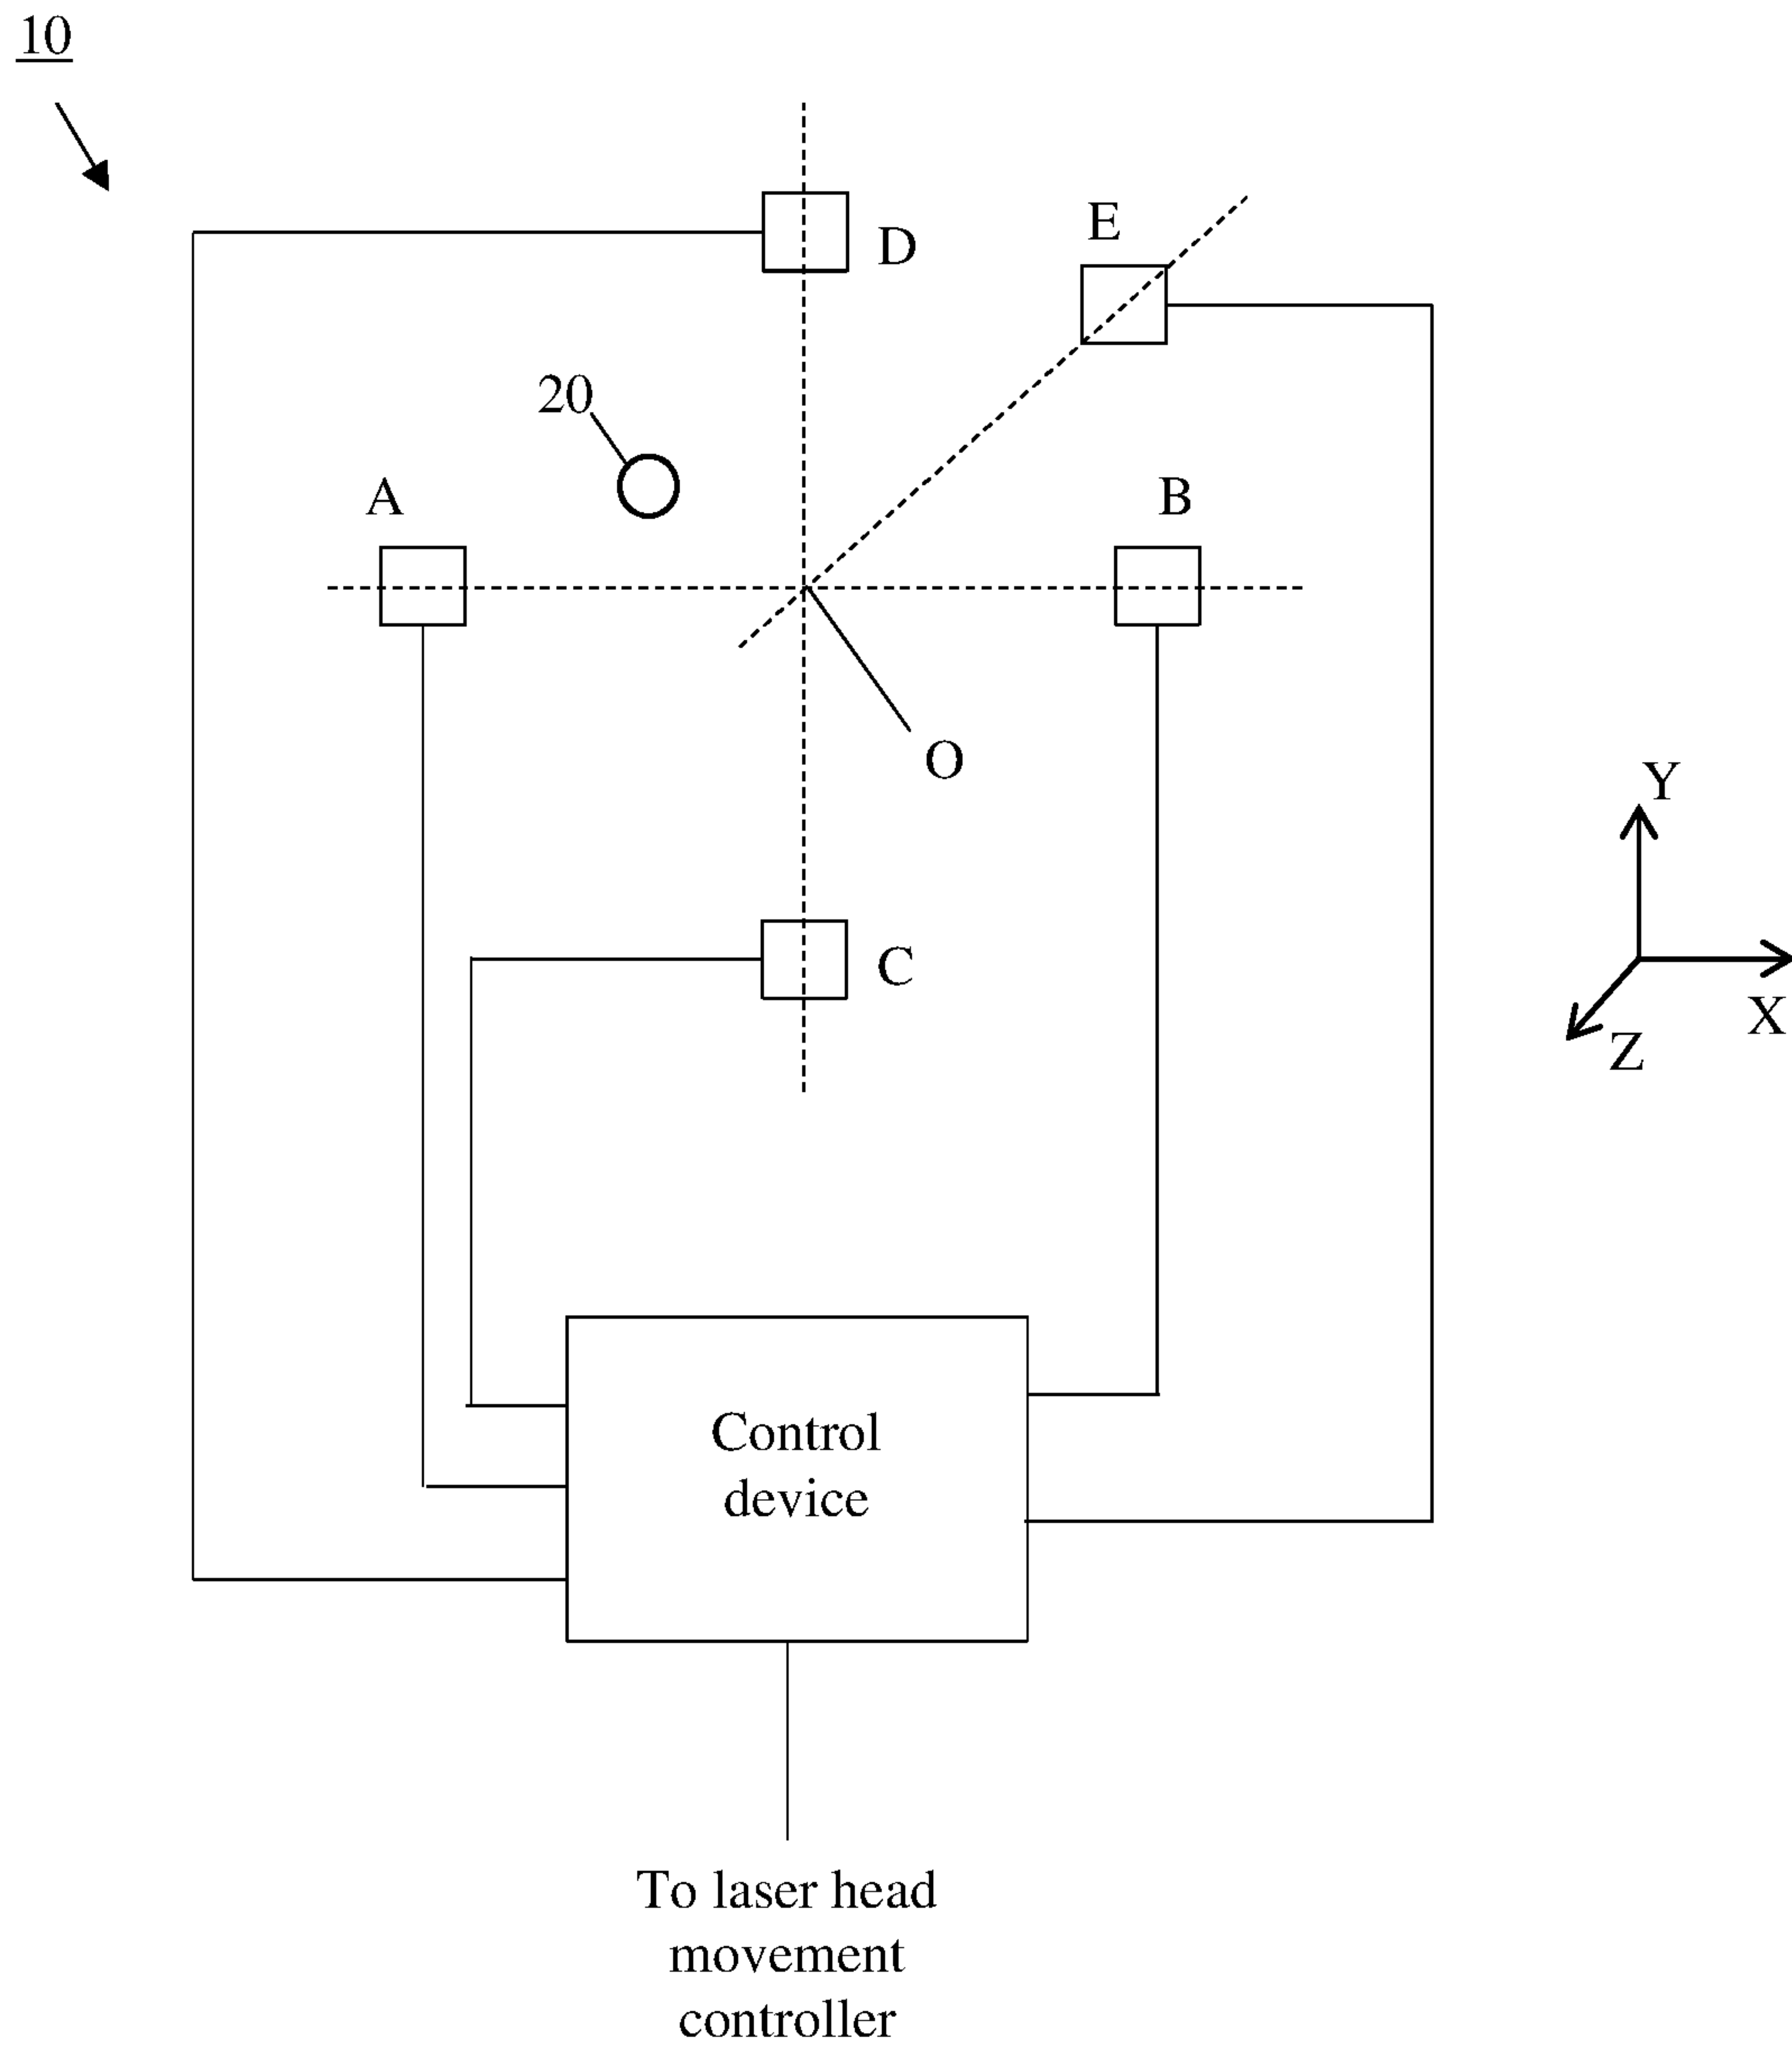 10
D
E
20
A
B
O
Y
C
X
Z
Control
device
To laser head
movement
controller